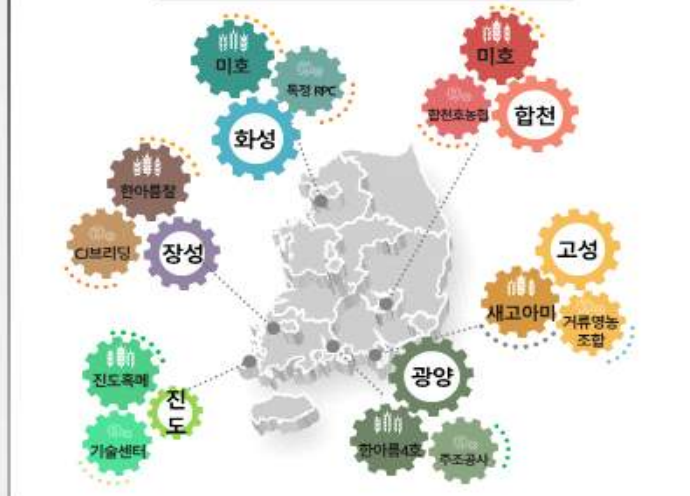 미호
독정 RPC
화성
미호
합천호농협
합천
한아름찰
CJ브리딩
장성
고성
새고아미
거류영농
조합
진도흑메
진
도
기술센터
광양
한아름4호
주조공사